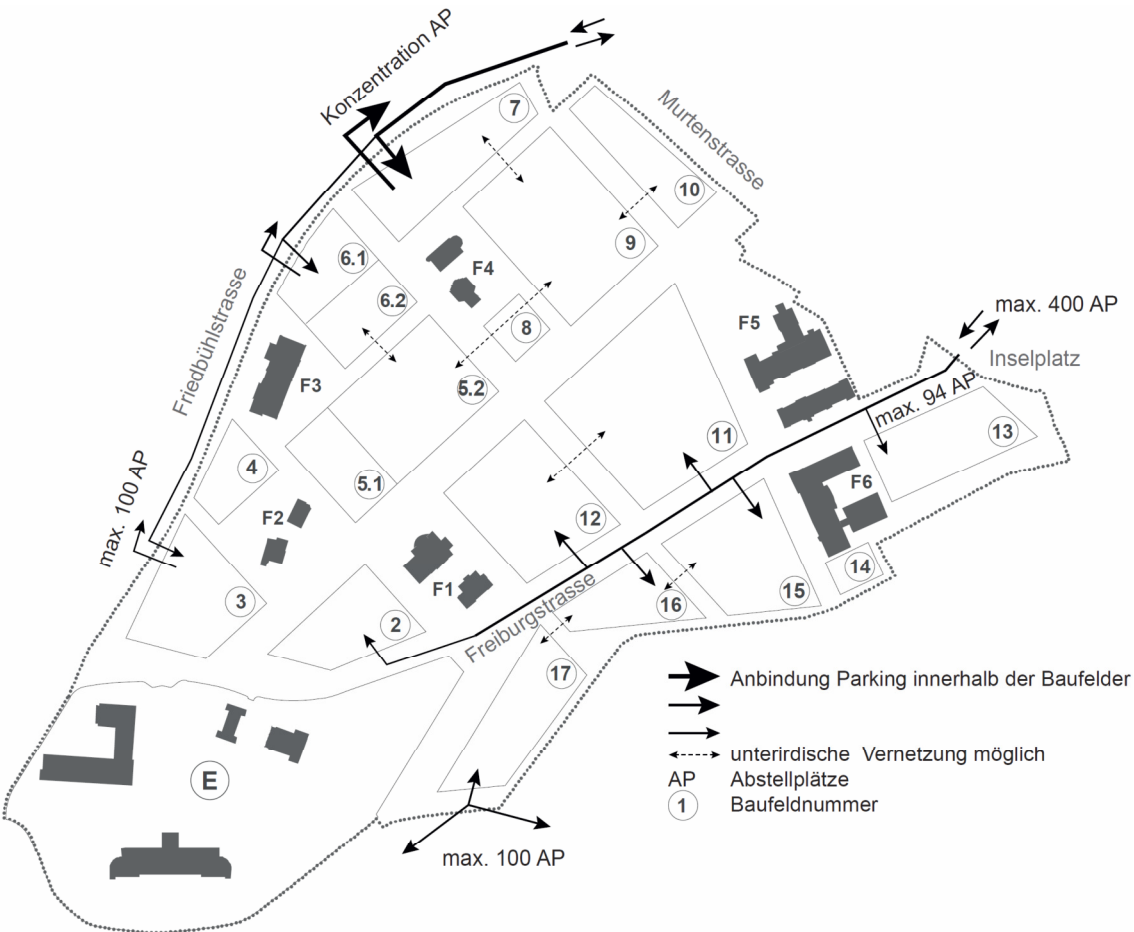 Konzentration AP
7
Murtenstrasse
10
9
6.1
F4
6.2
8
F5
max. 400 AP
Inselplatz
Friedbühlstrasse
F3
5.2
max. 94 AP
13
11
4
5.1
F6
max. 100 AP
F2
12
14
F1
15
3
2
16
Freiburgstrasse
17
Anbindung Parking innerhalb der Baufelder
unterirdische Vernetzung möglich
E
AP Abstellplätze
1 Baufeldnummer
max. 100 AP